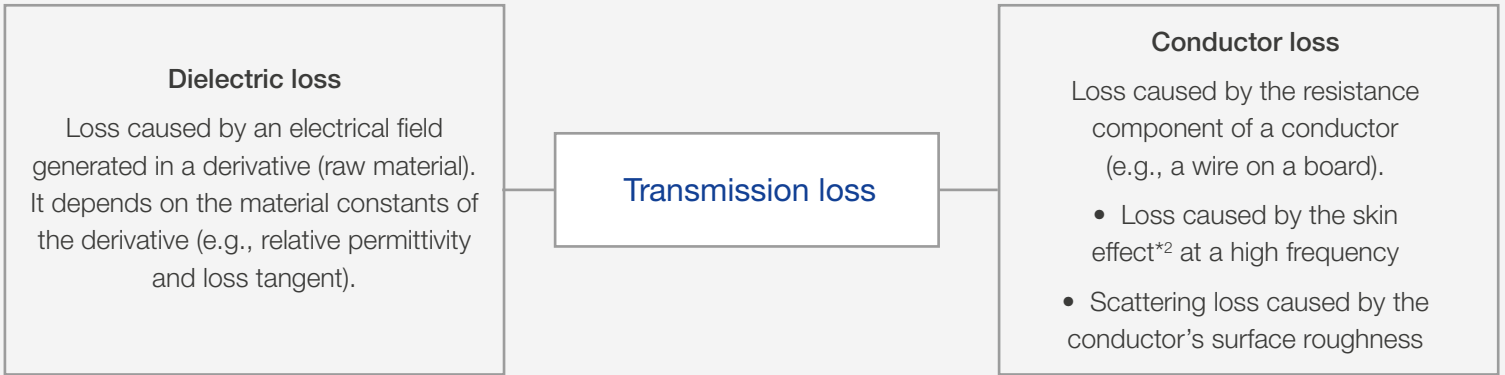 Dielectric loss
Loss caused by an electrical field
generated in a derivative (raw material).
It depends on the material constants of
the derivative (e.g., relative permittivity
and loss tangent).
Transmission loss
Conductor loss
Loss caused by the resistance
component of a conductor
(e.g., a wire on a board).
• Loss caused by the skin
effect*2 at a high frequency
• Scattering loss caused by the
conductor’s surface roughness